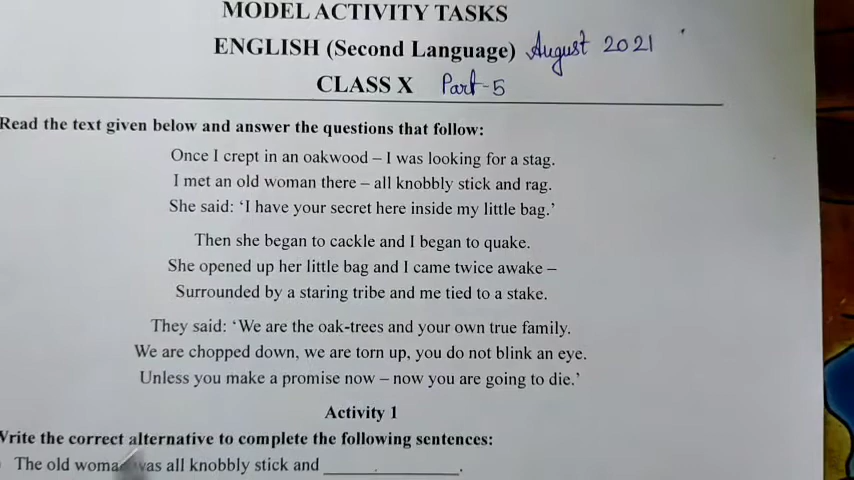 MODEL ACTIVITY TASKS
ENGLISH (Second Language) August 2021
CLASS X Part-5
Read the text given below and answer the questions that follow:
Once I crept in an oakwood – I was looking for a stag.
I met an old woman there – all knobbly stick and rag.
She said: ‘I have your secret here inside my little bag.’
Then she began to cackle and I began to quake.
She opened up her little bag and I came twice awake –
Surrounded by a staring tribe and me tied to a stake.
They said: ‘We are the oak-trees and your own true family.
We are chopped down, we are torn up, you do not blink an eye.
Unless you make a promise now – now you are going to die.’
Activity 1
Write the correct alternative to complete the following sentences:
The old woman was all knobbly stick and ____________.